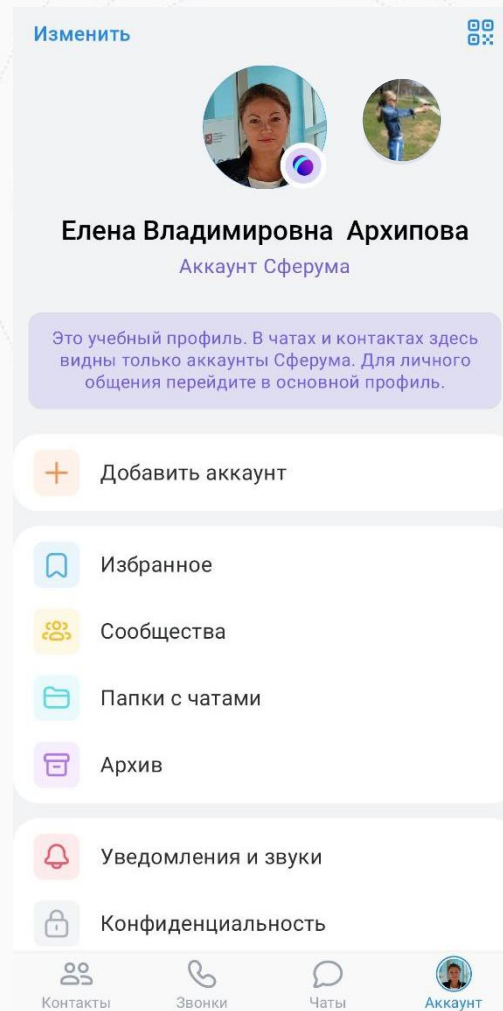 Изменить
Елена Владимировна Архипова
Аккаунт Сферума
Это учебный профиль. В чатах и контактах здесь
видны только аккаунты Сферума. Для личного
общения перейдите в основной профиль.
Добавить аккаунт
Избранное
Сообщества
Папки с чатами
Архив
Уведомления и звуки
Конфиденциальность
Контакты Звонки Чаты Аккаунт